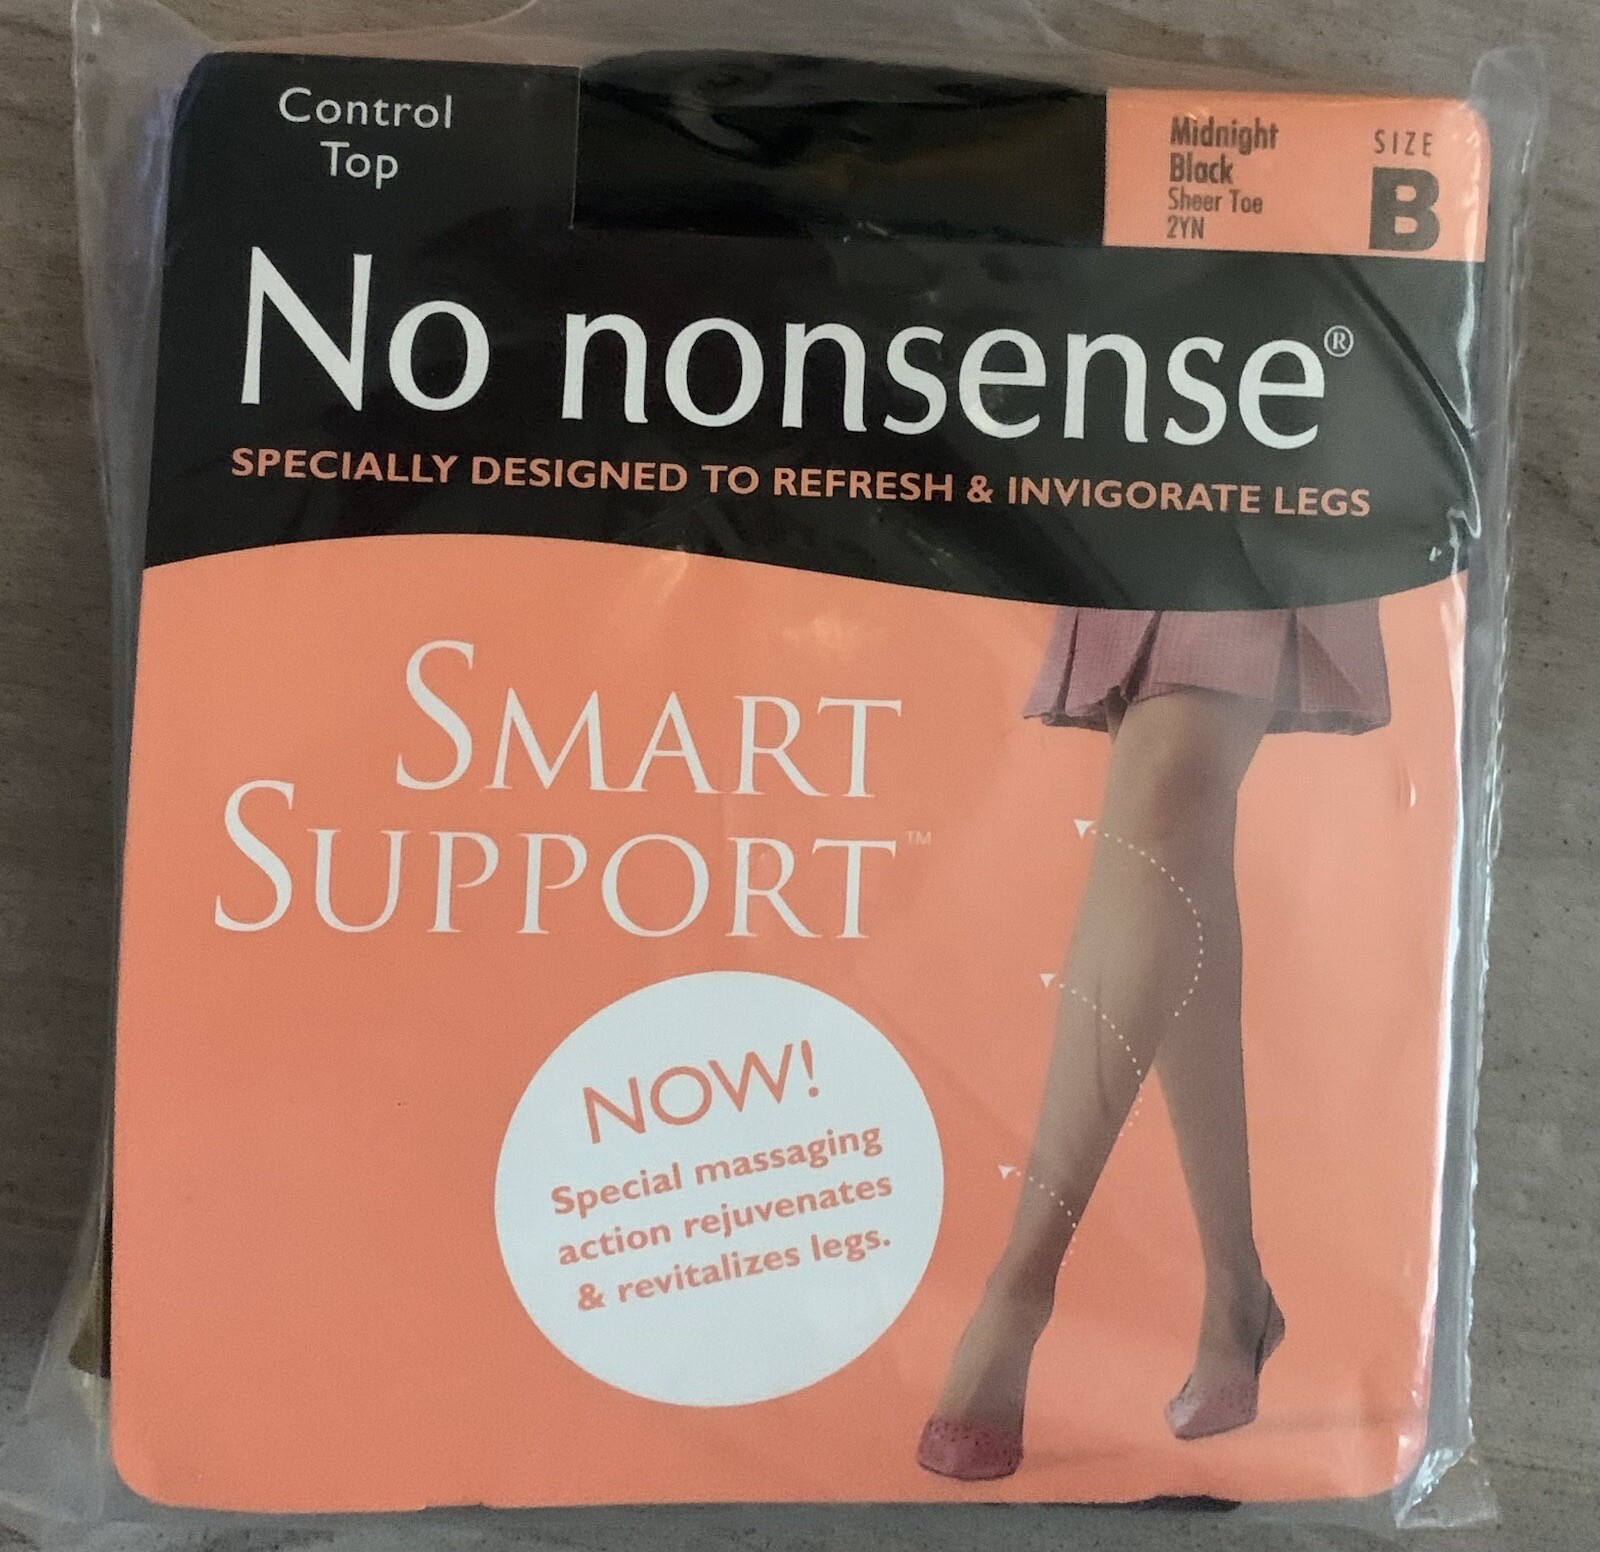 Control
Top
Midnight
Black
Sheer Toe
2YN
SIZE
B
No nonsense®
SPECIALLY DESIGNED TO REFRESH & INVIGORATE LEGS
SMART
SUPPORT™
NOW!
Special massaging
action rejuvenates
& revitalizes legs.